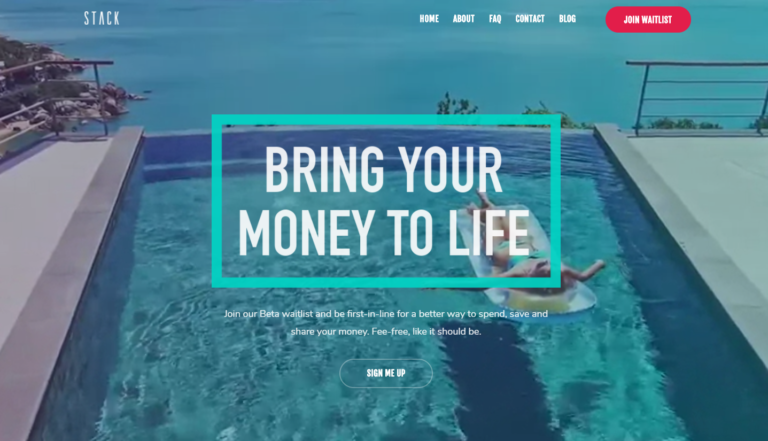 STACK
HOME ABOUT FAQ CONTACT BLOG JOIN WAITLIST
BRING YOUR
MONEY TO LIFE
Join our Beta waitlist and be first-in-line for a better way to spend, save and
share your money. Fee-free, like it should be.
SIGN ME UP